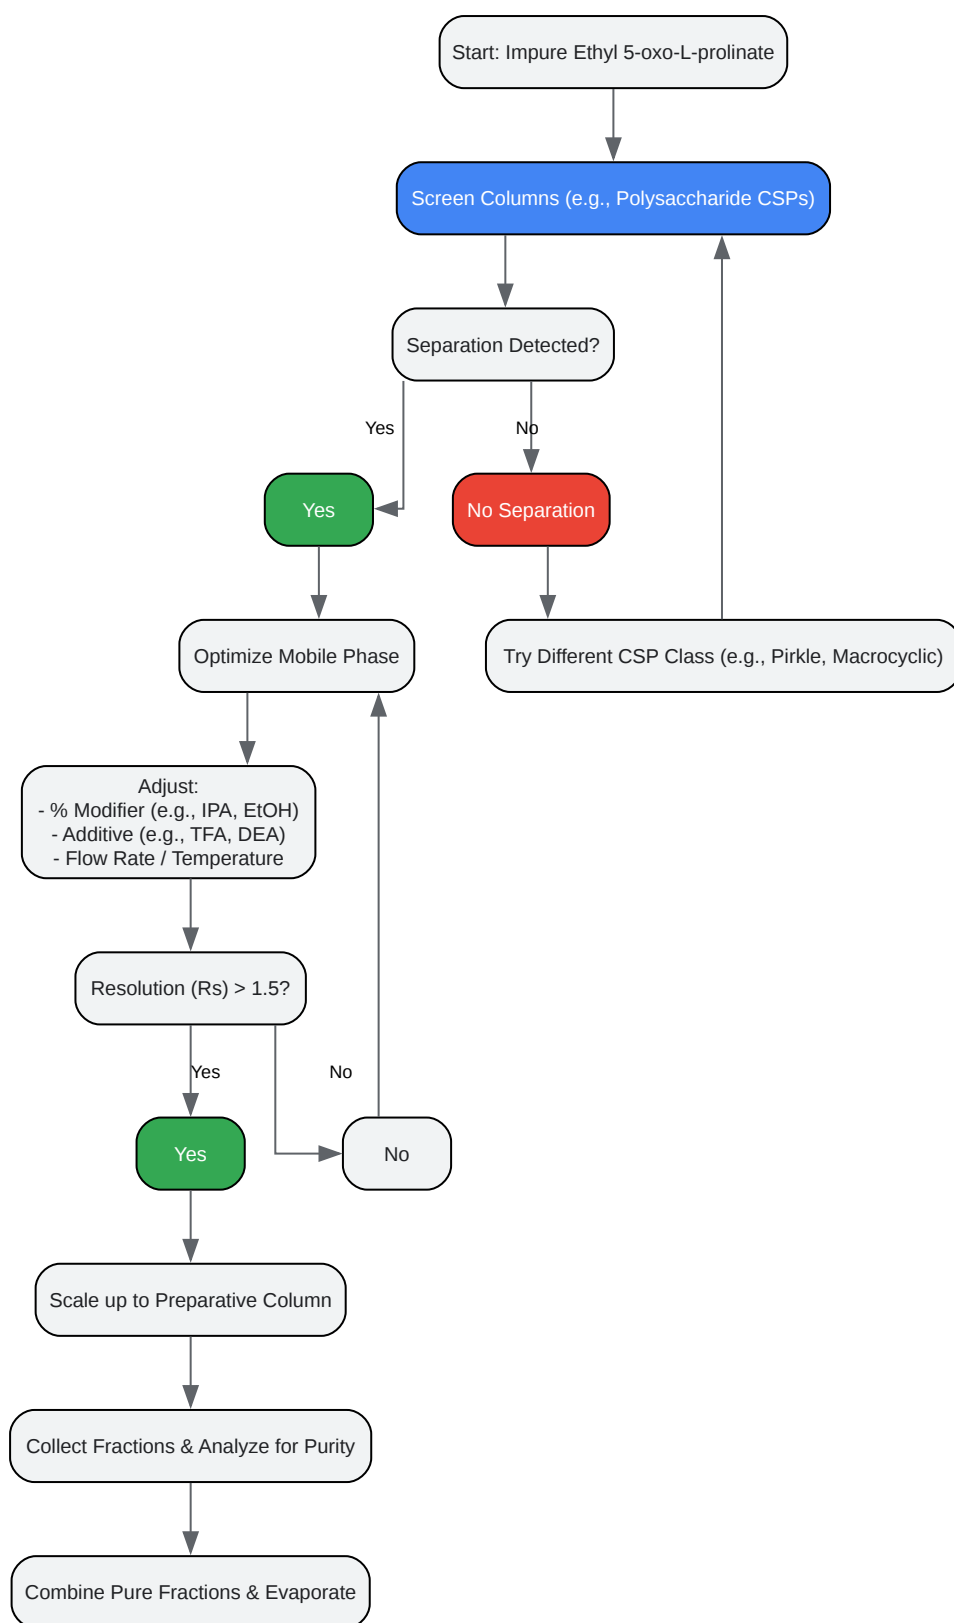 Start: Impure Ethyl 5-oxo-L-prolinate
Screen Columns (e.g., Polysaccharide CSPs)
Separation Detected?
Yes
No
Yes
No Separation
Optimize Mobile Phase
Try Different CSP Class (e.g., Pirkle, Macrocyclic)
Adjust:
- % Modifier (e.g., IPA, EtOH)
- Additive (e.g., TFA, DEA)
- Flow Rate / Temperature
Resolution (Rs) > 1.5?
Yes
No
Yes
No
Scale up to Preparative Column
Collect Fractions & Analyze for Purity
Combine Pure Fractions & Evaporate